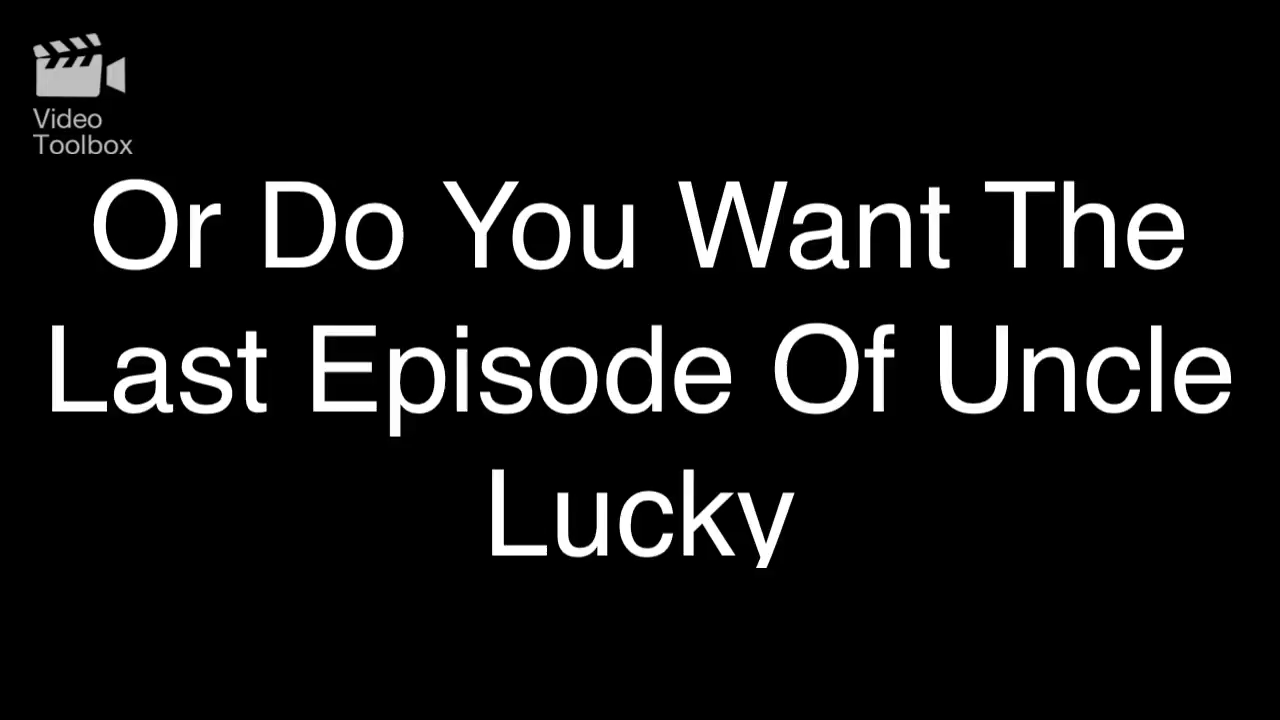 Video
Toolbox
Or Do You Want The
Last Episode Of Uncle
Lucky